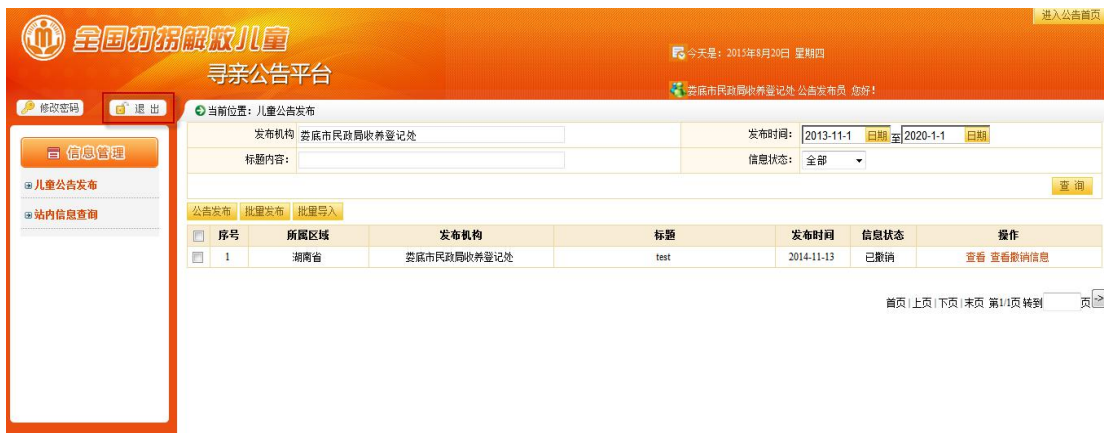 进入公告首页
全国打拐解救儿童
寻亲公告平台
今天是：2015年8月20日 星期四
娄底市民政局收养登记处 公告发布员 您好！
修改密码 退 出
当前位置：儿童公告发布
信息管理
儿童公告发布
站内信息查询
发布机构 娄底市民政局收养登记处 发布时间： 2013-11-1 日期 至 2020-1-1 日期
标题内容： 信息状态： 全部
查 询
公告发布 批量发布 批量导入
序号 所属区域 发布机构 标题 发布时间 信息状态 操作
1 湖南省 娄底市民政局收养登记处 test 2014-11-13 已撤销 查看 查看撤销信息
首页|上页|下页|末页 第1/1页 转到 页 ->